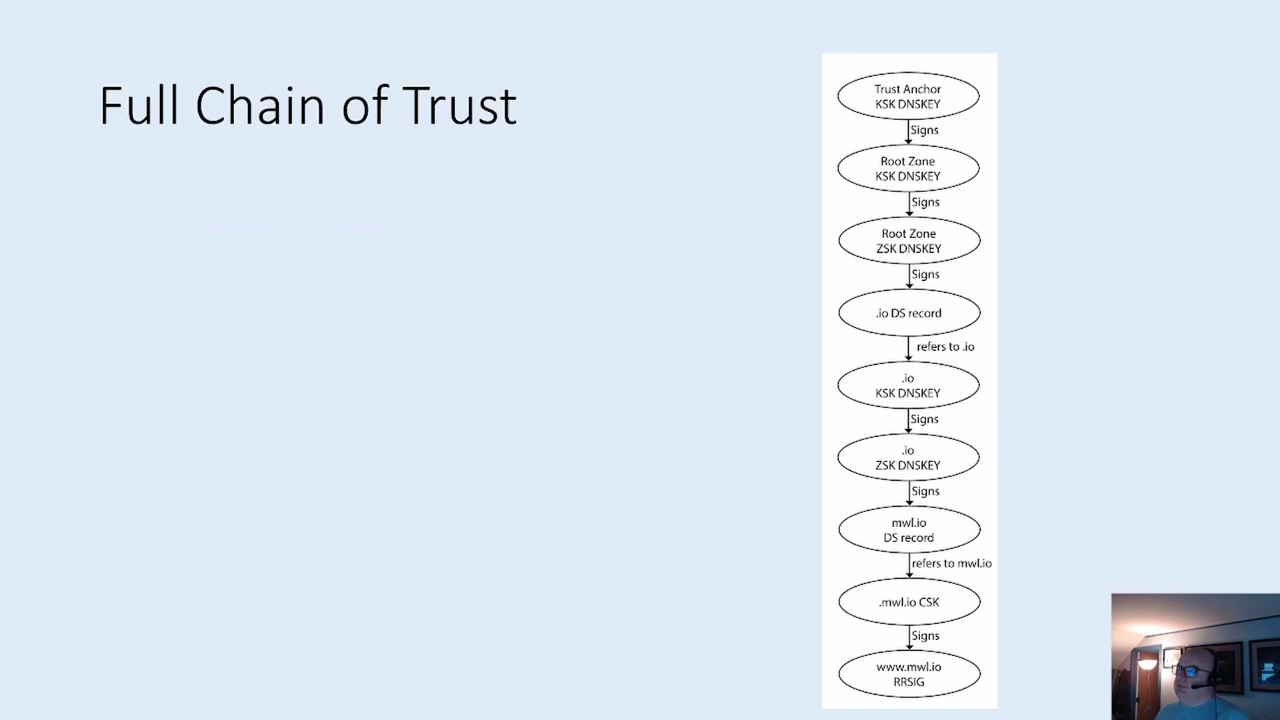 Full Chain of Trust
Trust Anchor
KSK DNSKEY
Signs
Root Zone
KSK DNSKEY
Signs
Root Zone
ZSK DNSKEY
Signs
.io DS record
refers to .io
.io
KSK DNSKEY
Signs
.io
ZSK DNSKEY
Signs
mwl.io
DS record
refers to mwl.io
.mwl.io CSK
Signs
www.mwl.io
RRSIG